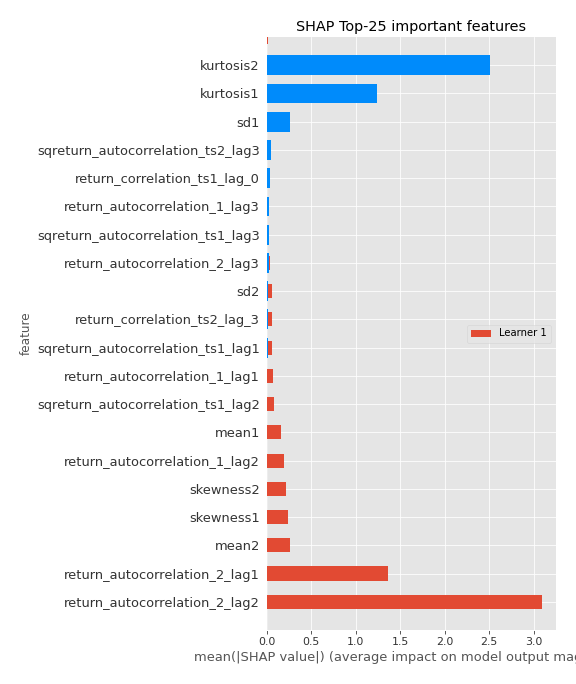 SHAP Top-25 important features
kurtosis2
kurtosis1
sd1
sqreturn_autocorrelation_ts2_lag3
return_correlation_ts1_lag_0
return_autocorrelation_1_lag3
sqreturn_autocorrelation_ts1_lag3
return_autocorrelation_2_lag3
sd2
return_correlation_ts2_lag_3
sqreturn_autocorrelation_ts1_lag1
return_autocorrelation_1_lag1
sqreturn_autocorrelation_ts1_lag2
mean1
return_autocorrelation_1_lag2
skewness2
skewness1
mean2
return_autocorrelation_2_lag1
return_autocorrelation_2_lag2
feature
Learner 1
0.0 0.5 1.0 1.5 2.0 2.5 3.0
mean(|SHAP value|) (average impact on model output mag